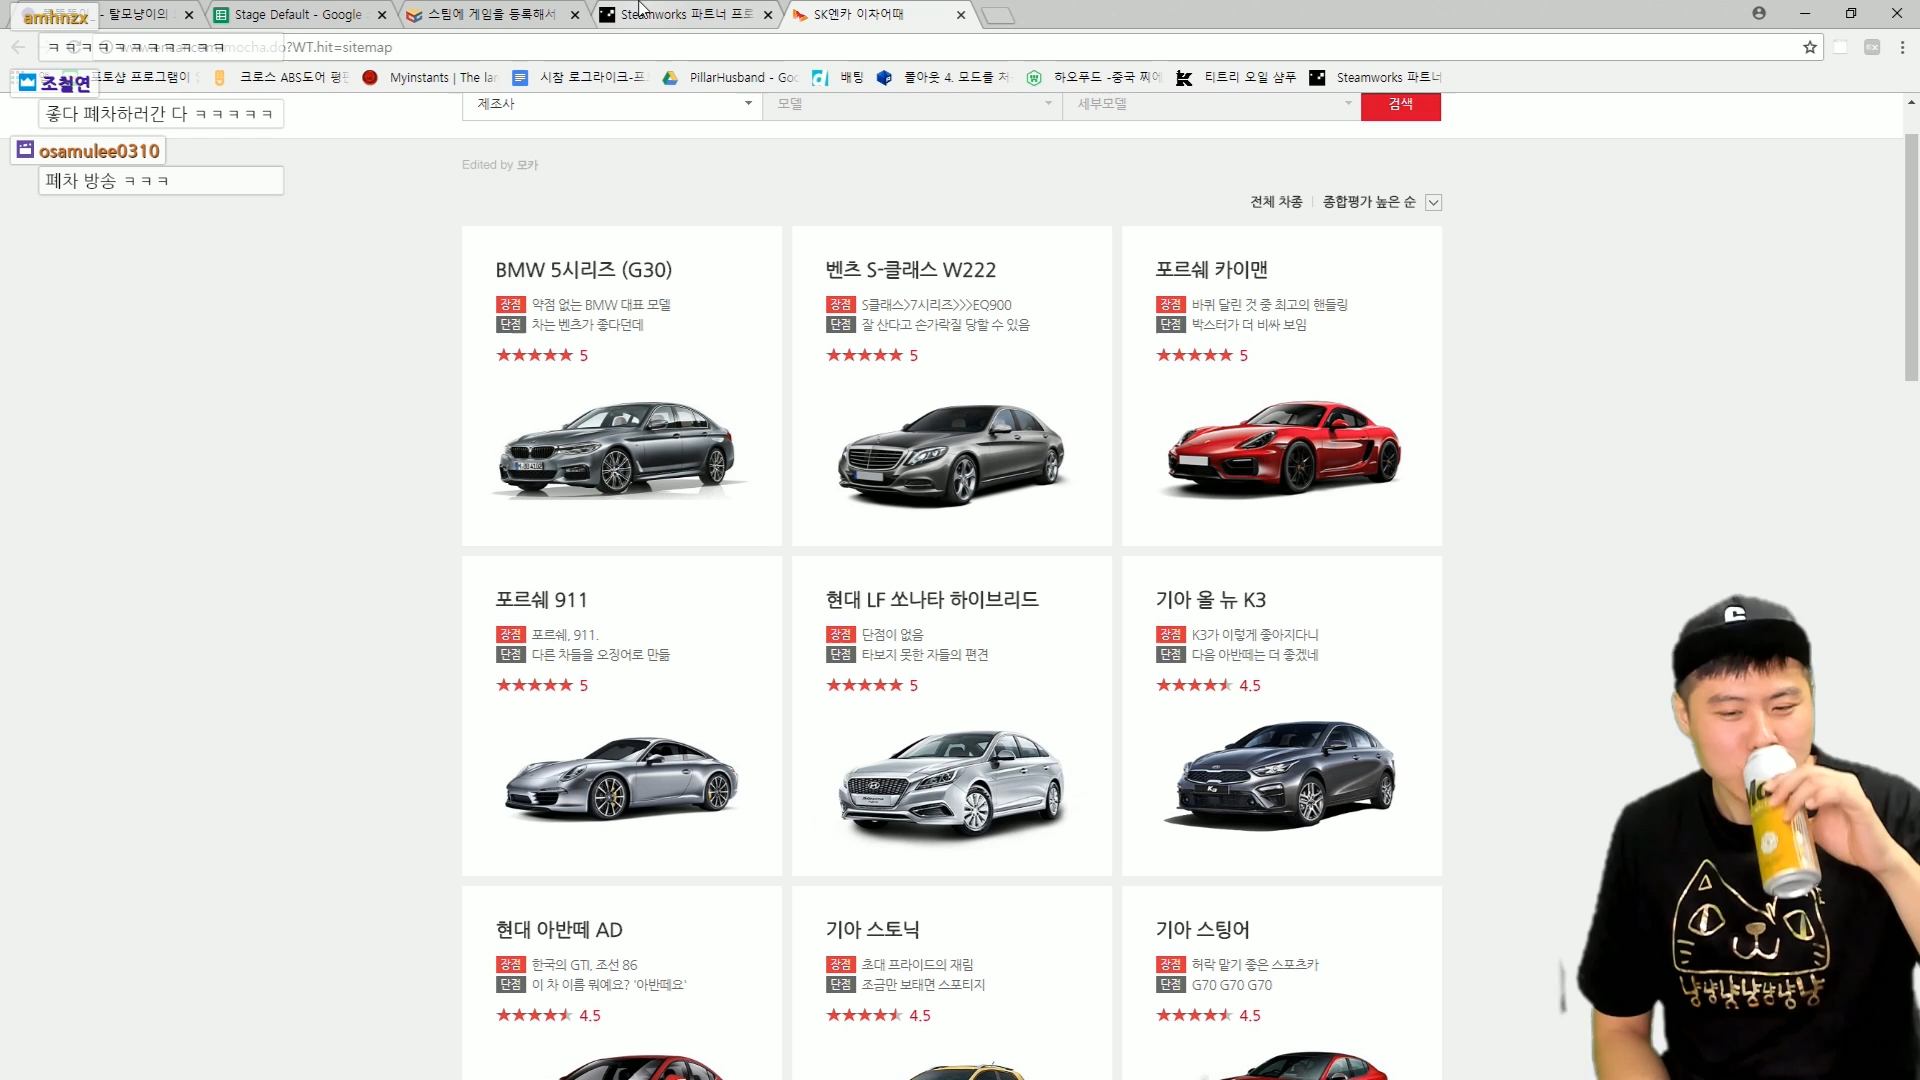 amhnzx
- 탈모냥이의
Stage Default - Google
스팀에 게임을 등록해서
Steamworks 파트너 프로
SK엔카 이차어때
ㅋㅋㅋㅋㅋㅋㅋㅋㅋㅋㅋ
mocha.do?WT.hit=sitemap
포토샵 프로그램이
크로스 ABS도어 평판
Myinstants | The lar
시참 로그라이크-프
PillarHusband - Goo
배팅
폴아웃 4. 모드를 저
하오푸드 -중국 찌에
티트리 오일 샴푸
Steamworks 파트너
조철연
좋다 폐차하러간 다 ㅋㅋㅋㅋㅋ
osamulee0310
폐차 방송 ㅋㅋㅋ
제조사
모델
세부모델
검색
Edited by 모카
전체 차종
종합평가 높은 순
BMW 5시리즈 (G30)
장점 약점 없는 BMW 대표 모델
단점 차는 벤츠가 좋다던데
★★★★★ 5
벤츠 S-클래스 W222
장점 S클래스>7시리즈>>>EQ900
단점 잘 산다고 손가락질 당할 수 있음
★★★★★ 5
포르쉐 카이맨
장점 바퀴 달린 것 중 최고의 핸들링
단점 박스터가 더 비싸 보임
★★★★★ 5
포르쉐 911
장점 포르쉐, 911.
단점 다른 차들을 오징어로 만듦
★★★★★ 5
현대 LF 쏘나타 하이브리드
장점 단점이 없음
단점 타보지 못한 자들의 편견
★★★★★ 5
기아 올 뉴 K3
장점 K3가 이렇게 좋아지다니
단점 다음 아반떼는 더 좋겠네
4.5
현대 아반떼 AD
장점 한국의 GTI, 조선 86
단점 이 차 이름 뭐예요? '아반떼요'
4.5
기아 스토닉
장점 초대 프라이드의 재림
단점 조금만 보태면 스포티지
4.5
기아 스팅어
장점 허락 맡기 좋은 스포츠카
단점 G70 G70 G70
4.5
냥냥냥냥냥냥냥